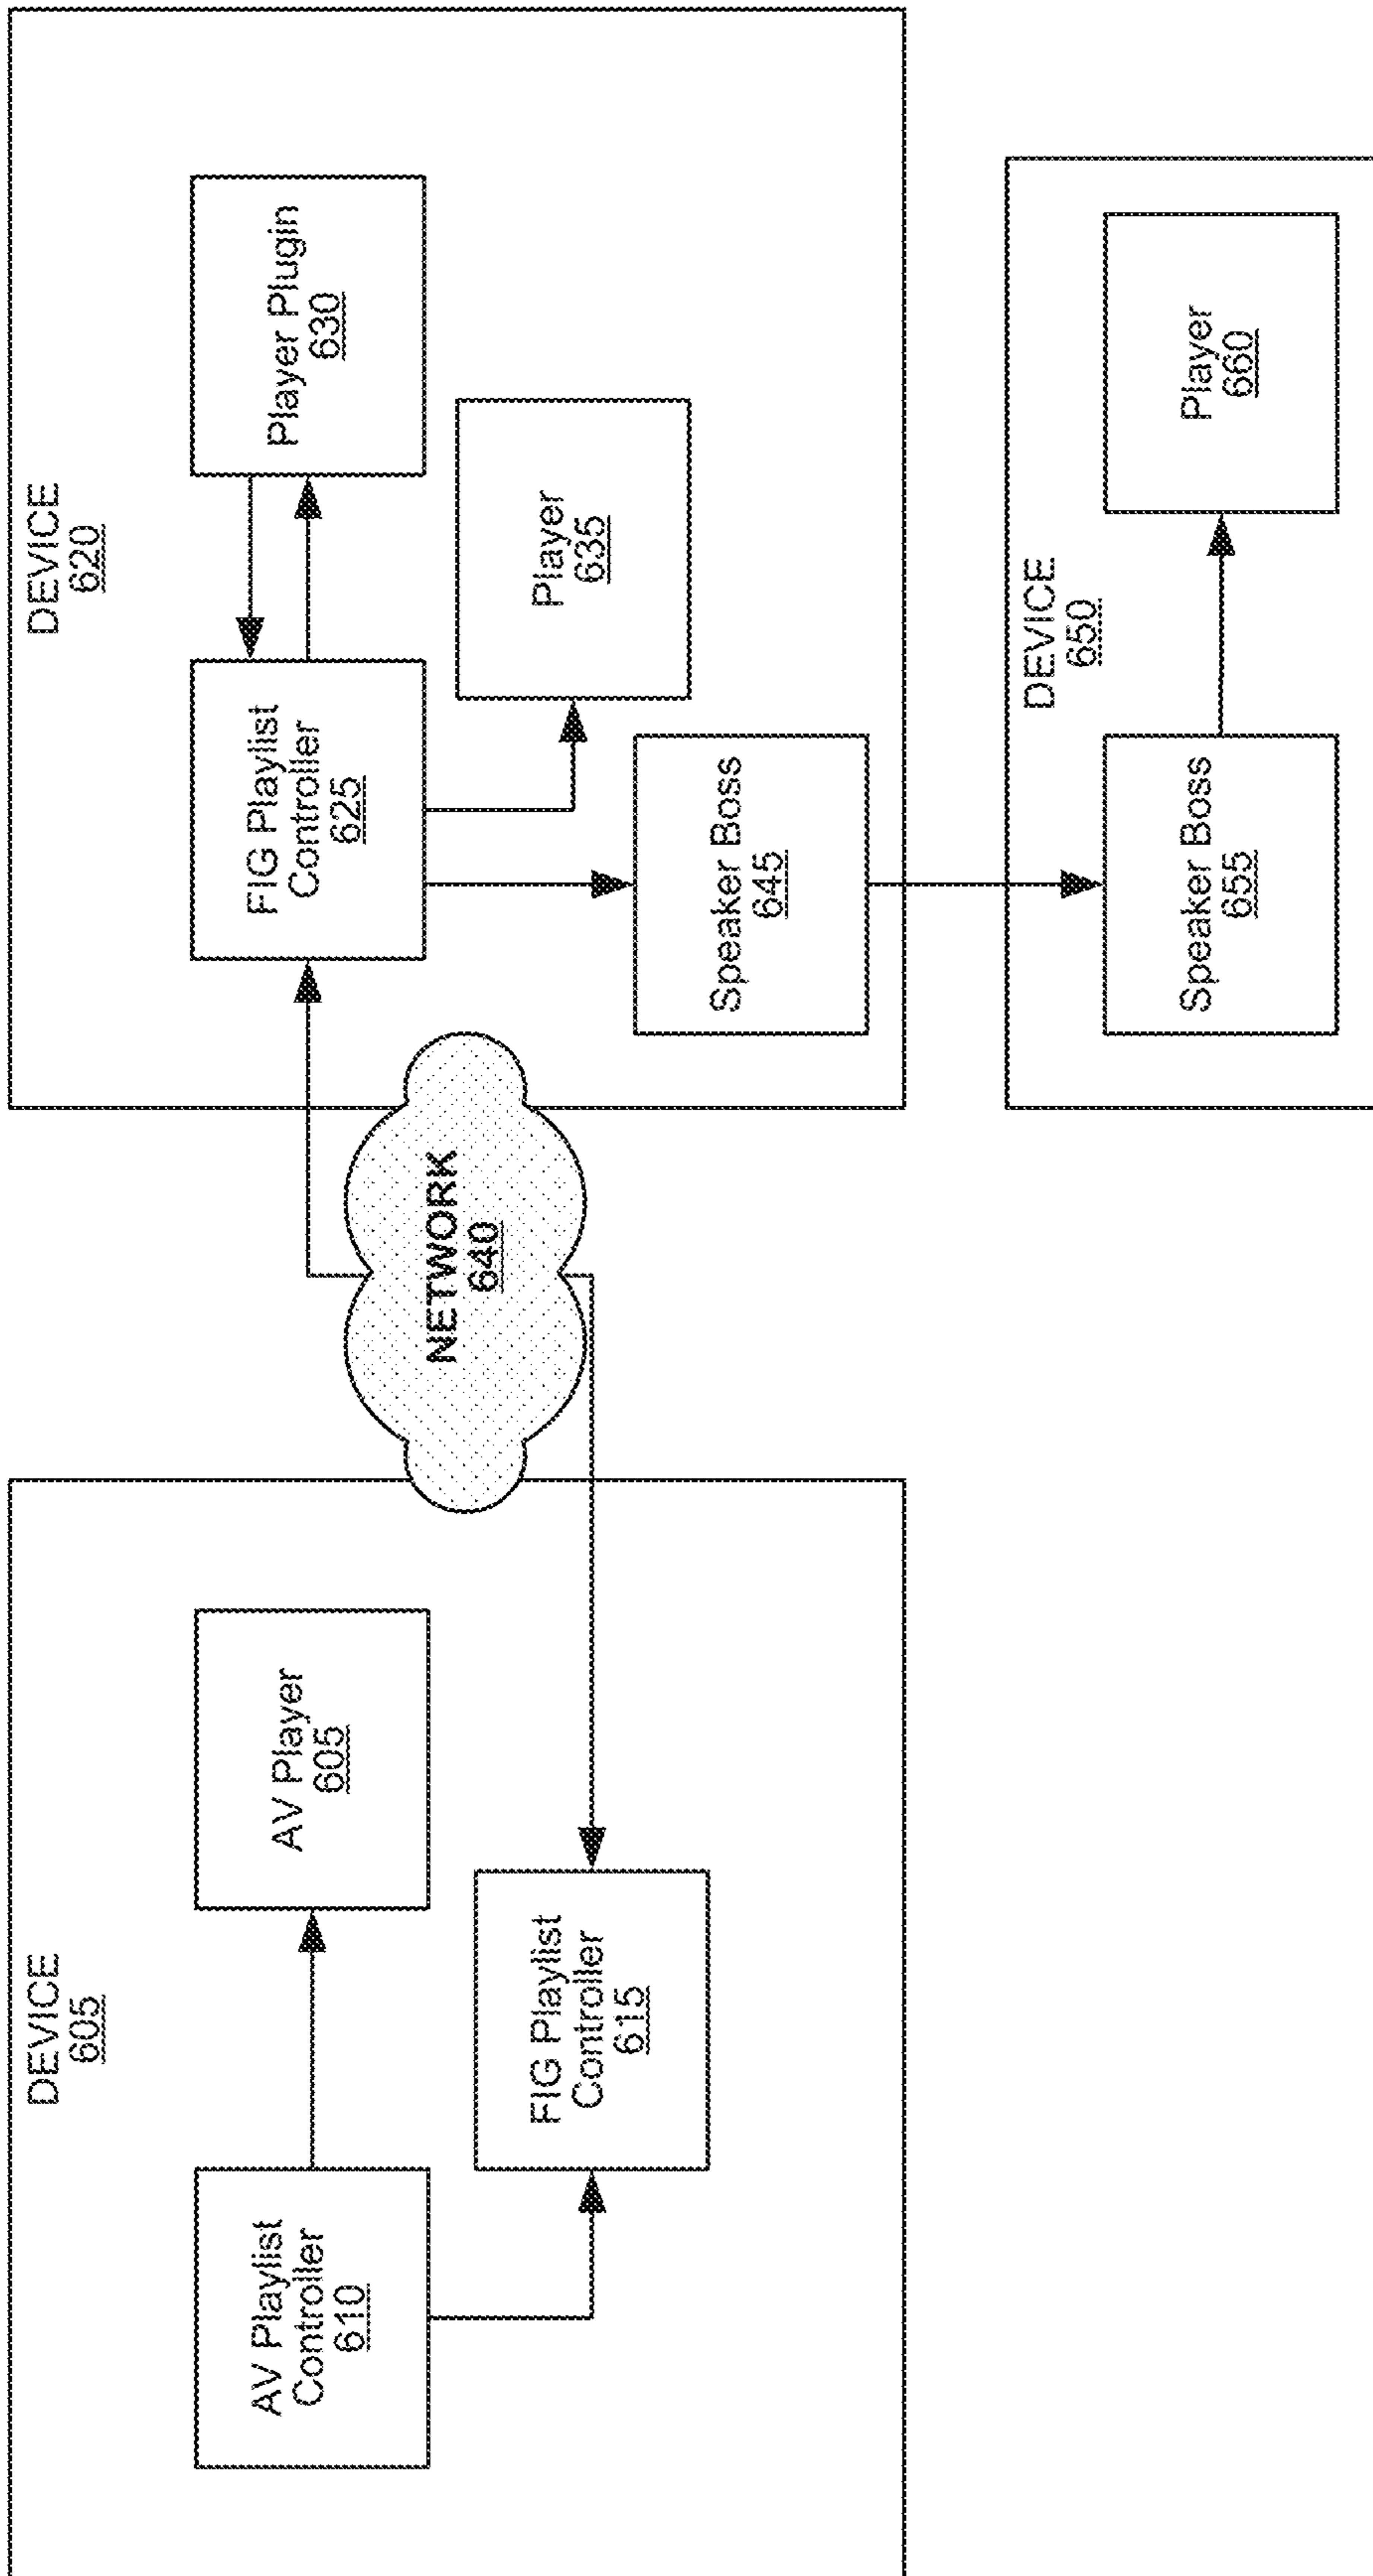 DEVICE
605
AV Playlist
Controller
610
AV Player
605
FIG Playlist
Controller
615
NETWORK
640
DEVICE
620
FIG Playlist
Controller
625
Player Plugin
630
Player
635
Speaker Boss
645
DEVICE
650
Speaker Boss
655
Player
660